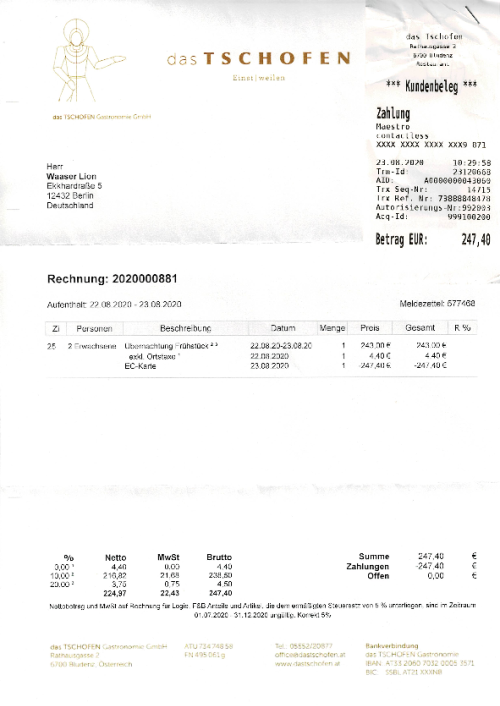 das TSCHOFEN
Einst|weilen
das TSCHOFEN Gastronomie GmbH
das Tschofen
Rathausgasse 2
6700 Bludenz
*** Kundenbeleg ***
Zahlung
Maestro
contactless
XXXX XXXX XXXX XXX9 071
23.08.2020 10:29:58
Trm-Id: 23120668
AID: A0000000043060
Trx Seq-Nr: 14715
Trx Ref. Nr: 73888848478
Autorisierungs-Nr:992003
Acq-Id: 999100200
Betrag EUR: 247,40
Herr
Waaser Lion
Ekkhardraße 5
12432 Berlin
Deutschland
Rechnung: 2020000881
Aufenthalt: 22.08.2020 - 23.08.2020 Meldezettel: 577468
Zi Personen Beschreibung Datum Menge Preis Gesamt R %
25 2 Erwachsene Übernachtung Frühstück ² ³ 22.08.20-23.08.20 1 243,00 € 243,00 €
exkl. Ortstaxe ¹ 22.08.2020 1 4,40 € 4,40 €
EC-Karte 23.08.2020 1 -247,40 € -247,40 €
% Netto MwSt Brutto
0,00 ¹ 4,40 0,00 4,40
10,00 ² 216,82 21,68 238,50
20,00 ³ 3,75 0,75 4,50
224,97 22,43 247,40
Summe 247,40 €
Zahlungen -247,40 €
Offen 0,00 €
Nettobetrag und MwSt auf Rechnung für Logis, F&B Anteile und Artikel, die dem ermäßigten Steuersatz von 5 % unterliegen, sind im Zeitraum
01.07.2020 - 31.12.2020 ungültig. Korrekt 5%
das TSCHOFEN Gastronomie GmbH
Rathausgasse 2
6700 Bludenz, Österreich
ATU 724 748 58
FN 495 061 g
Tel.: 05552/20877
office@dastschofen.at
www.dastschofen.at
Bankverbindung
das TSCHOFEN Gastronomie
IBAN: AT33 2060 7032 0005 3571
BIC: